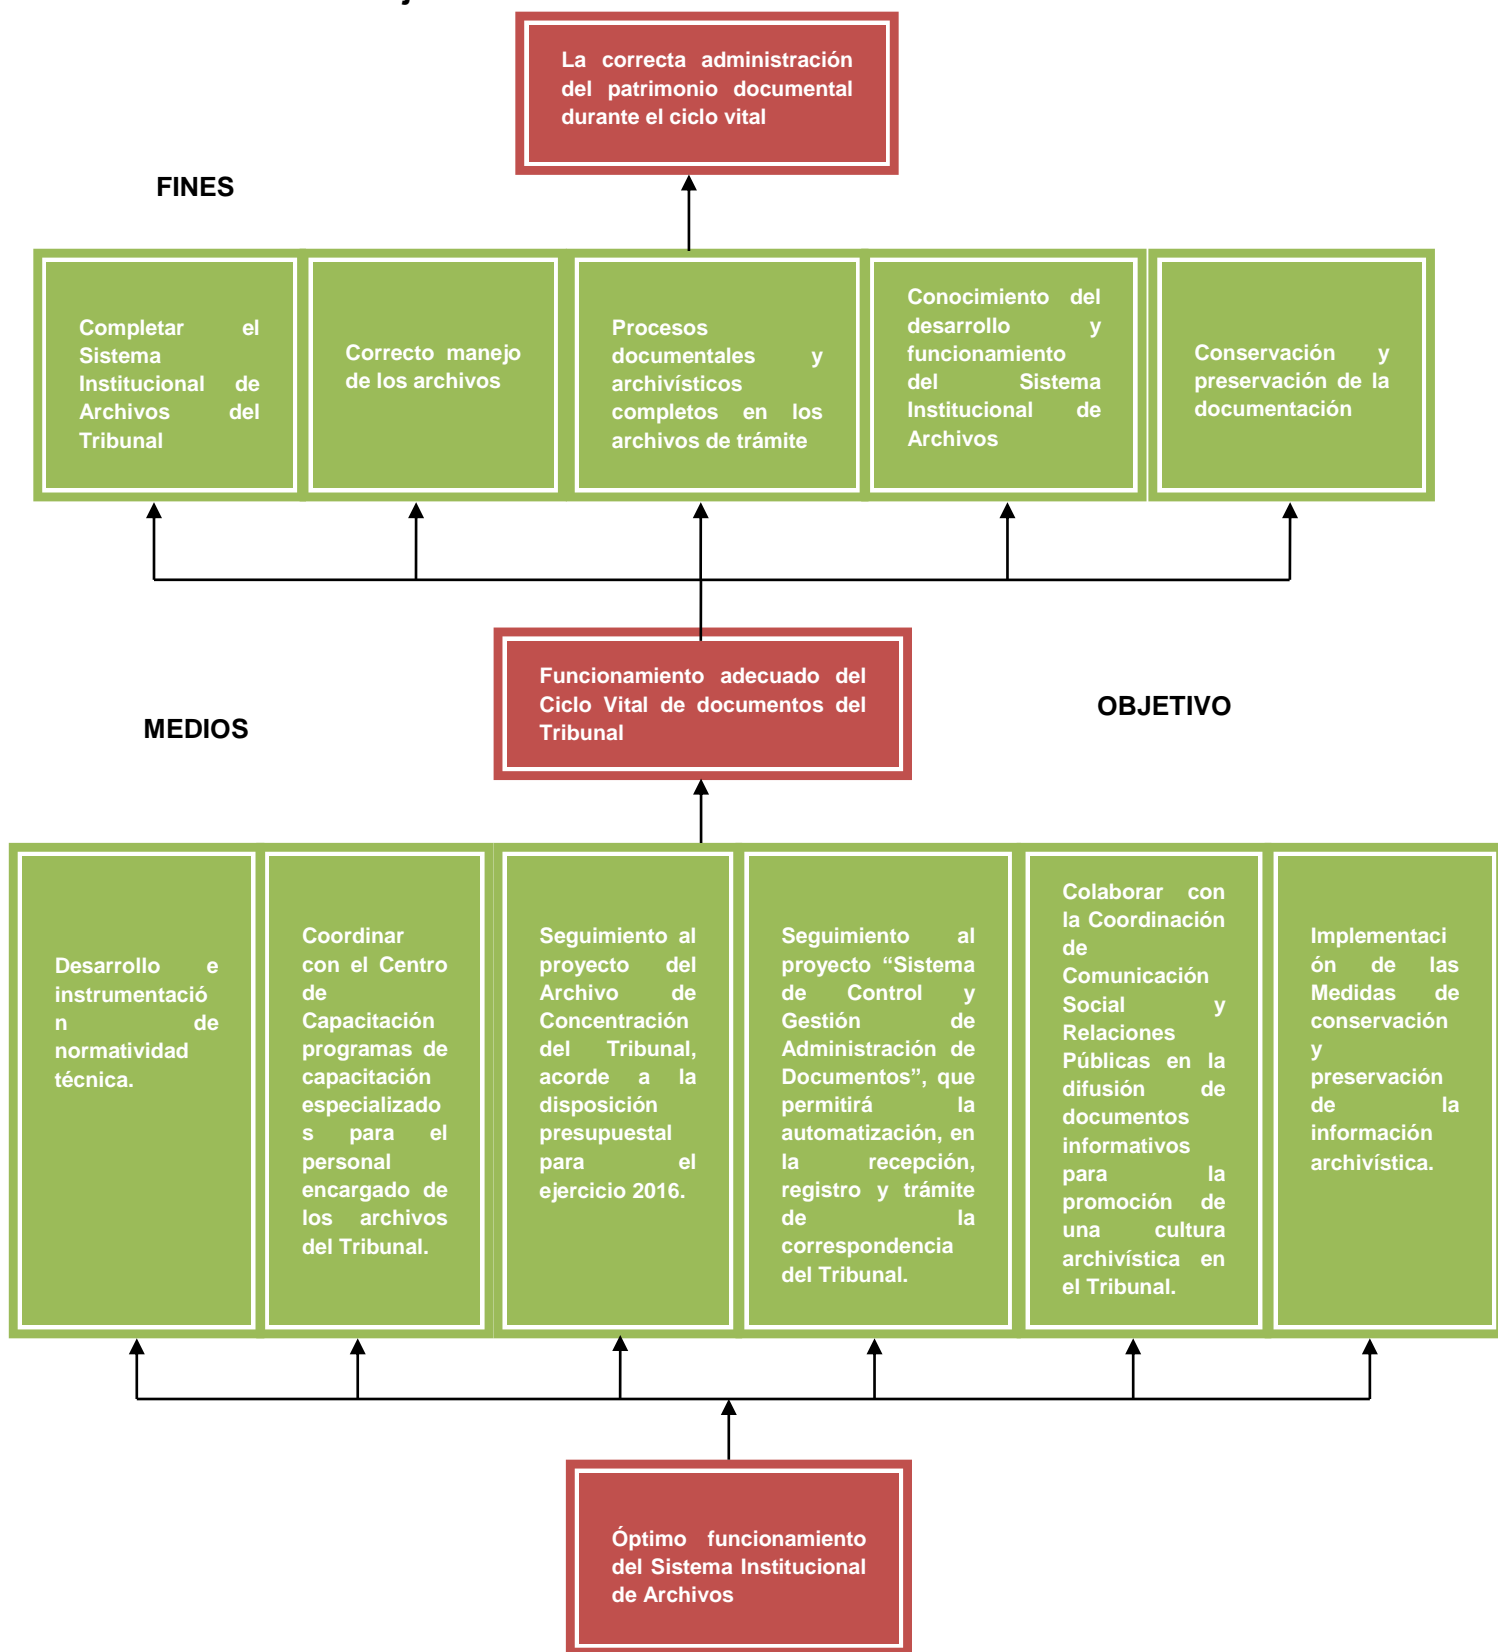 La correcta administración
del patrimonio documental
durante el ciclo vital
FINES
Completar el
Sistema
Institucional de
Archivos del
Tribunal
Correcto manejo
de los archivos
Procesos
documentales y
archivísticos
completos en los
archivos de trámite
Conocimiento del
desarrollo y
funcionamiento
del Sistema
Institucional de
Archivos
Conservación y
preservación de la
documentación
Funcionamiento adecuado del
Ciclo Vital de documentos del
Tribunal
OBJETIVO
MEDIOS
Desarrollo e
instrumentació
n de
normatividad
técnica.
Coordinar
con el Centro
de
Capacitación
programas de
capacitación
especializado
s para el
personal
encargado de
los archivos
del Tribunal.
Seguimiento al
proyecto del
Archivo de
Concentración
del Tribunal,
acorde a la
disposición
presupuestal
para el
ejercicio 2016.
Seguimiento al
proyecto “Sistema
de Control y
Gestión de
Administración de
Documentos”, que
permitirá la
automatización, en
la recepción,
registro y trámite
de la
correspondencia
del Tribunal.
Colaborar con
la Coordinación
de
Comunicación
Social y
Relaciones
Públicas en la
difusión de
documentos
informativos
para la
promoción de
una cultura
archivística en
el Tribunal.
Implementaci
ón de las
Medidas de
conservación
y
preservación
de la
información
archivística.
Óptimo funcionamiento
del Sistema Institucional
de Archivos